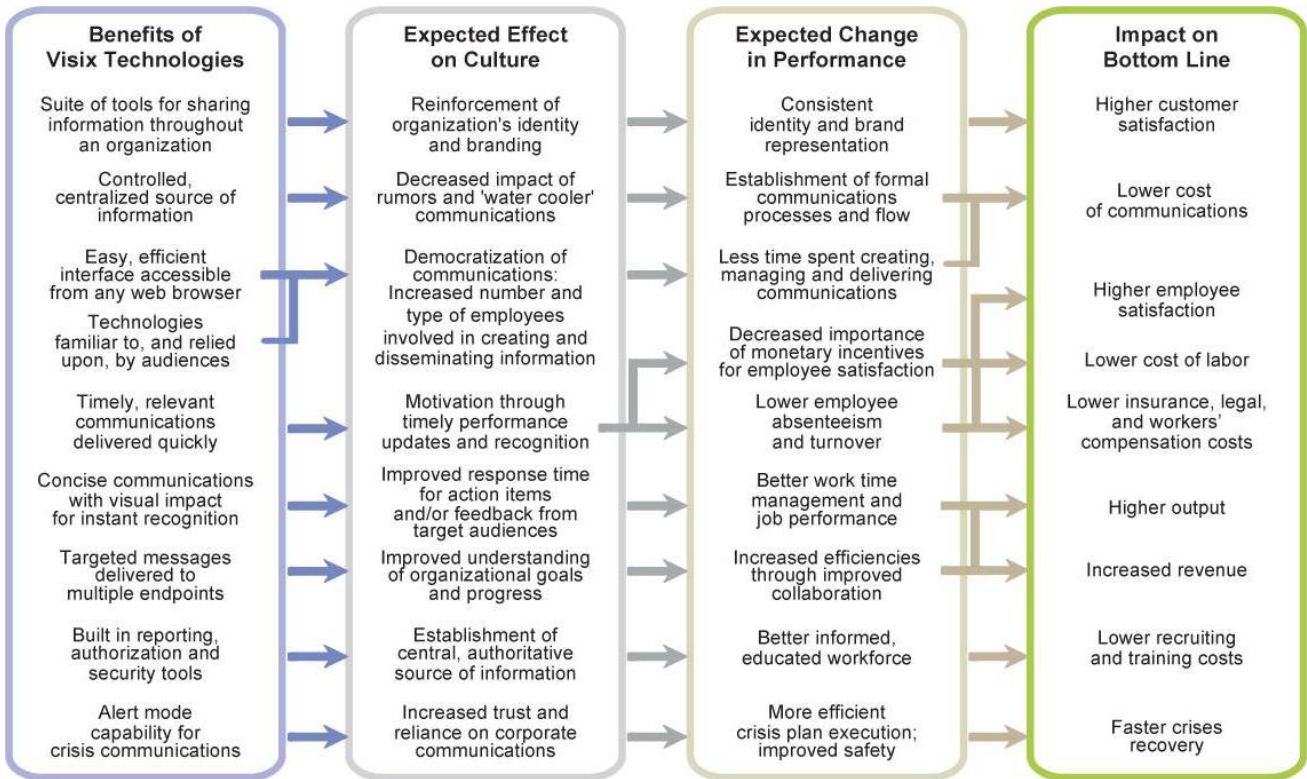 Benefits of
Visix Technologies
Suite of tools for sharing
information throughout
an organization
Controlled,
centralized source of
information
Easy, efficient
interface accessible
from any web browser
Technologies
familiar to, and relied
upon, by audiences
Timely, relevant
communications
delivered quickly
Concise communications
with visual impact
for instant recognition
Targeted messages
delivered to
multiple endpoints
Built in reporting,
authorization and
security tools
Alert mode
capability for
crisis communications
Expected Effect
on Culture
Reinforcement of
organization's identity
and branding
Decreased impact of
rumors and 'water cooler'
communications
Democratization of
communications:
Increased number and
type of employees
involved in creating and
disseminating information
Motivation through
timely performance
updates and recognition
Improved response time
for action items
and/or feedback from
target audiences
Improved understanding
of organizational goals
and progress
Establishment of
central, authoritative
source of information
Increased trust and
reliance on corporate
communications
Expected Change
in Performance
Consistent
identity and brand
representation
Establishment of formal
communications
processes and flow
Less time spent creating,
managing and delivering
communications
Decreased importance
of monetary incentives
for employee satisfaction
Lower employee
absenteeism
and turnover
Better work time
management and
job performance
Increased efficiencies
through improved
collaboration
Better informed,
educated workforce
More efficient
crisis plan execution;
improved safety
Impact on
Bottom Line
Higher customer
satisfaction
Lower cost
of communications
Higher employee
satisfaction
Lower cost of labor
Lower insurance, legal,
and workers’
compensation costs
Higher output
Increased revenue
Lower recruiting
and training costs
Faster crises
recovery